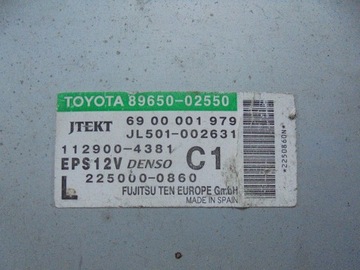 TOYOTA 89650-02550
JTEKT 69 00 001 979
JL501-002631
112900-4381
EPS12V DENSO C1
L 225000-0860
FUJITSU TEN EUROPE GmbH
MADE IN SPAIN
*2250860N*